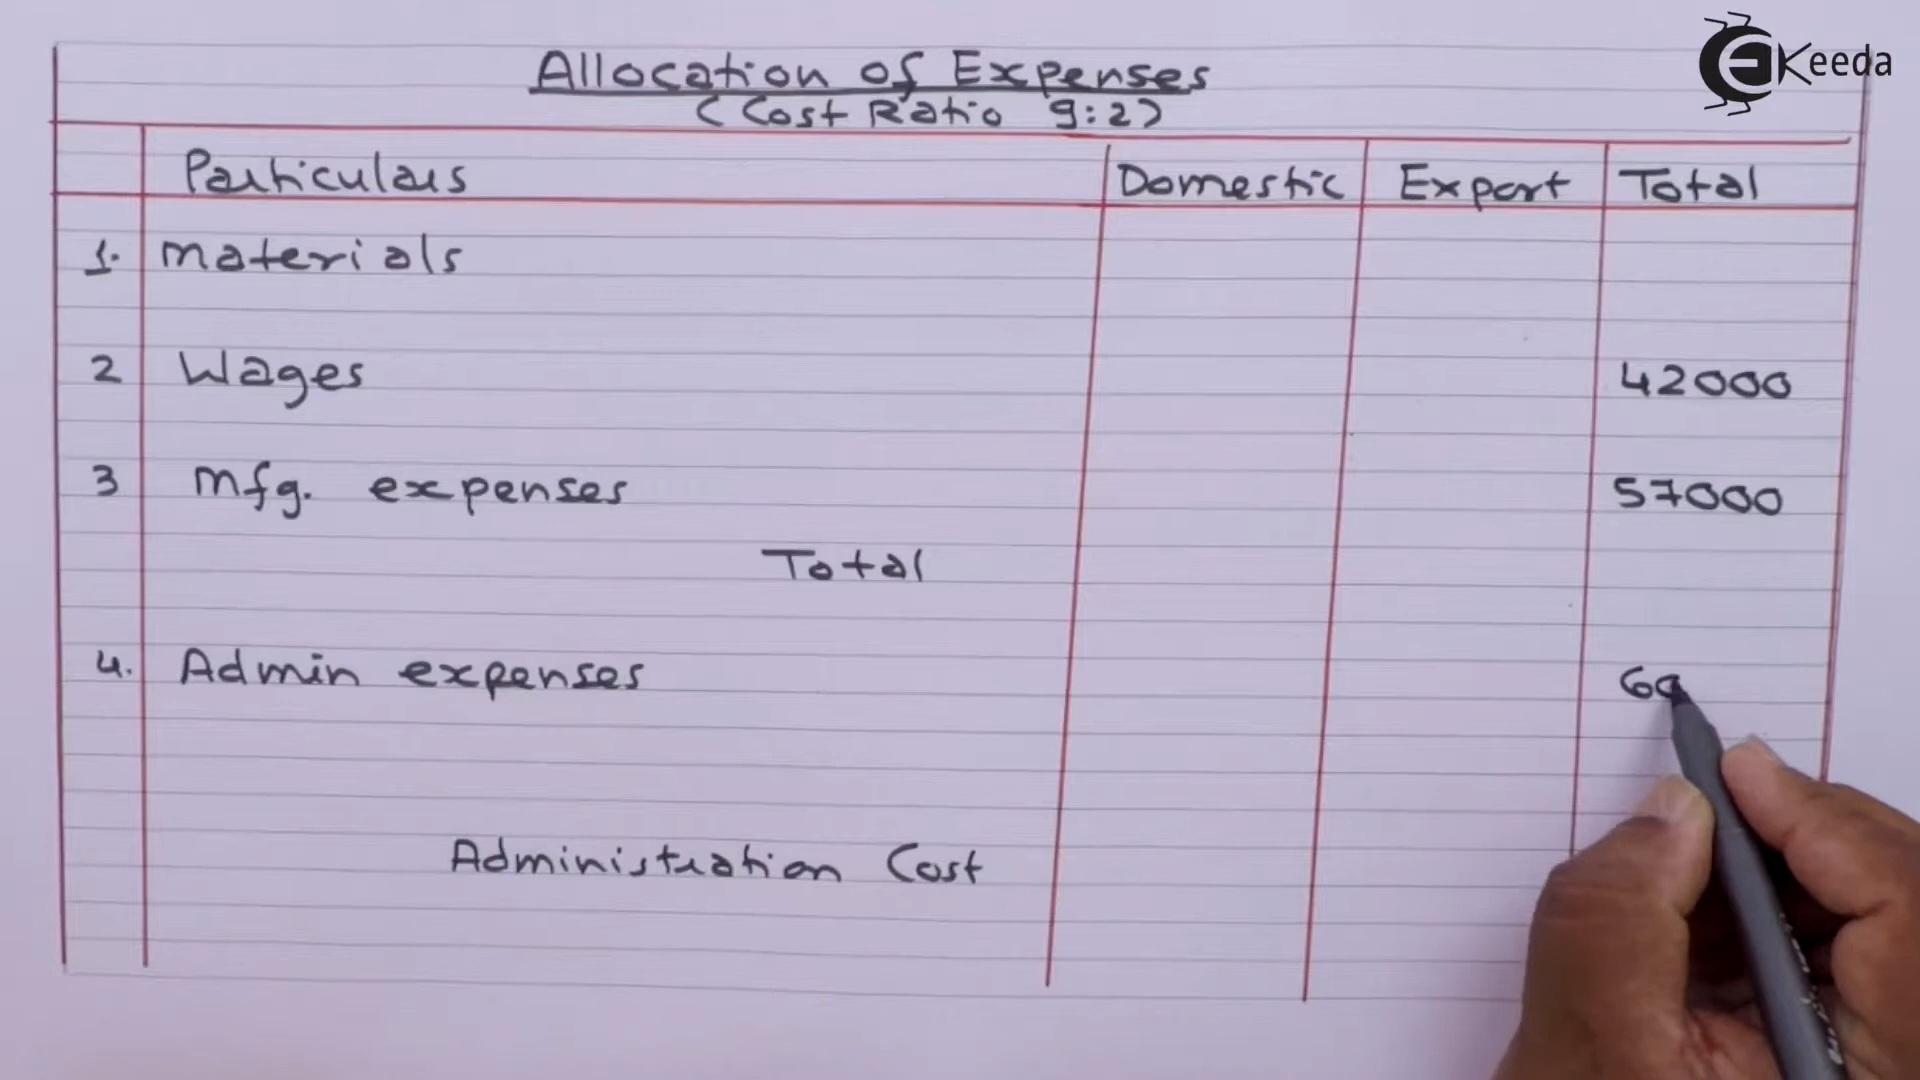 Allocation of Expenses
(Cost Ratio 9:2)
Particulars Domestic Export Total
1. Materials
2 Wages 42000
3 Mfg. expenses 57000
Total
4. Admin expenses
Administration Cost
EKeeda